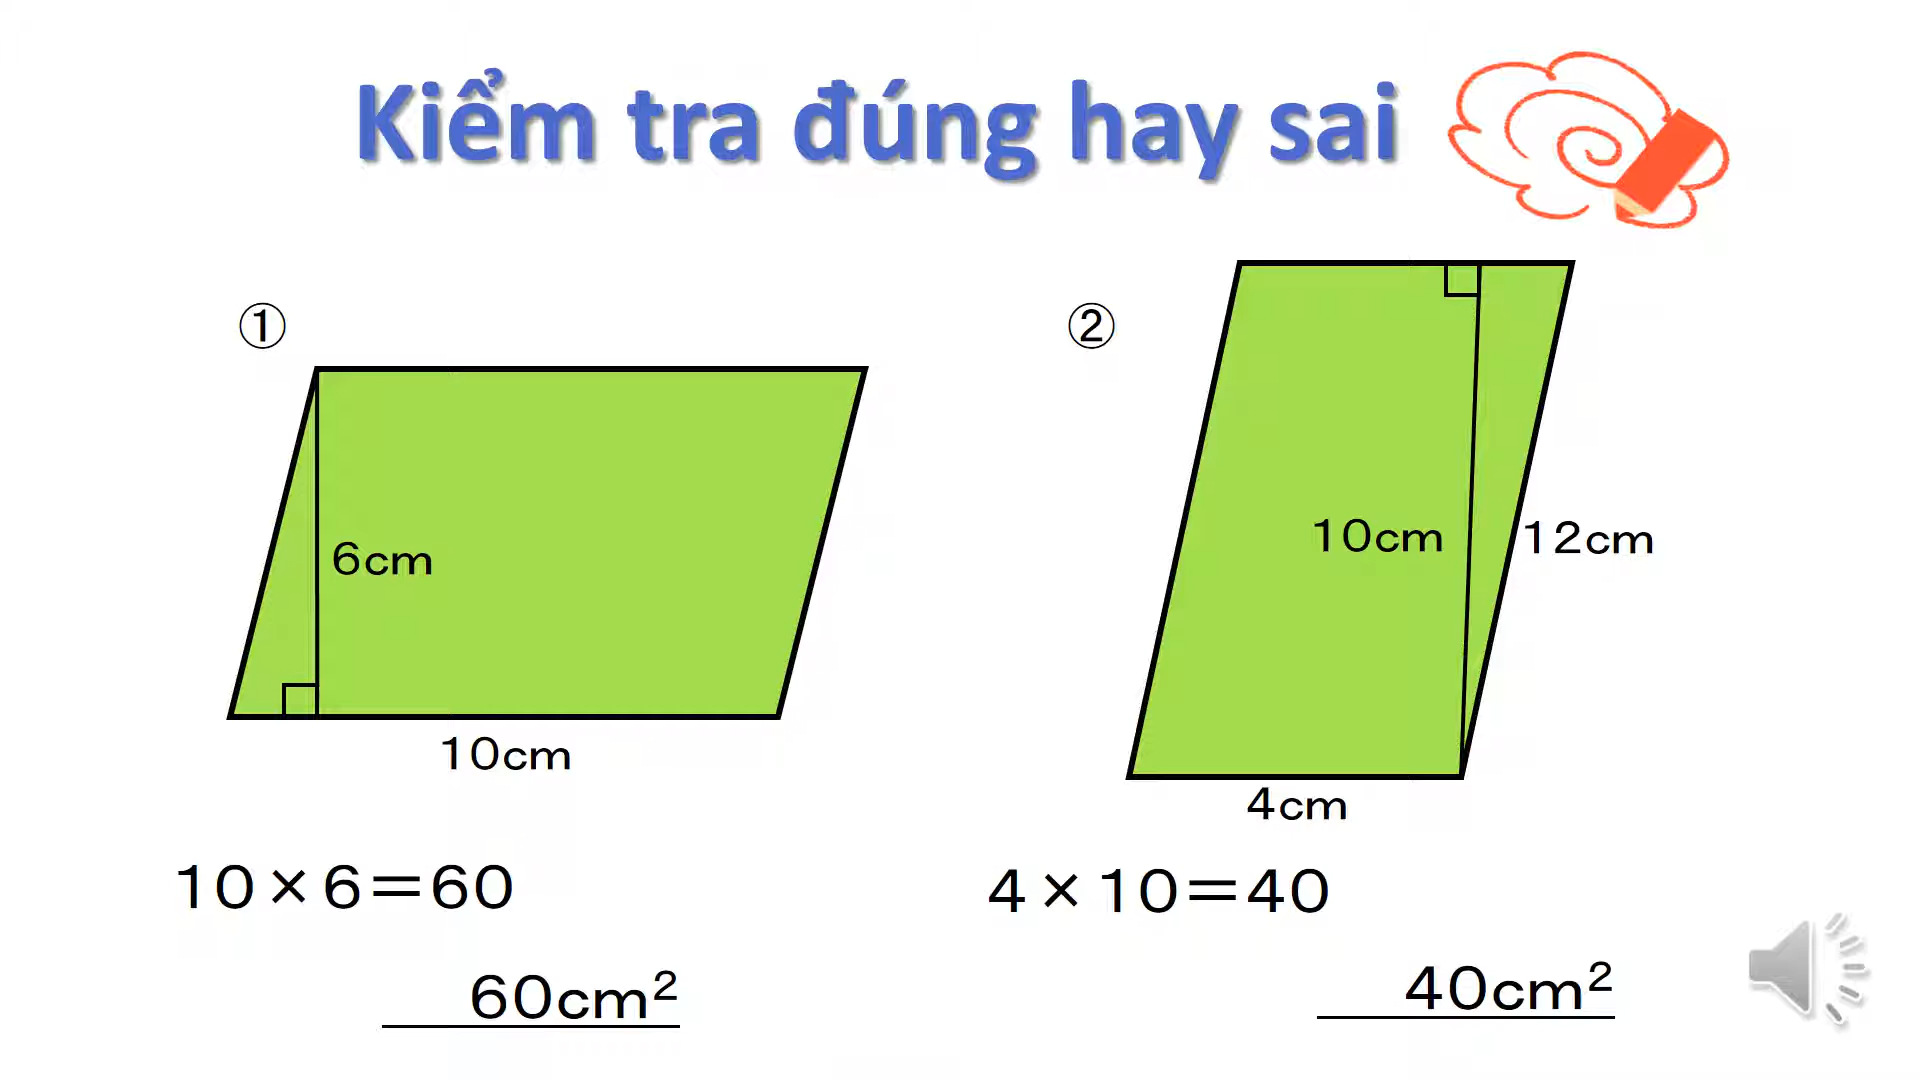 Kiểm tra đúng hay sai
①
6cm
10cm
10×6=60
60cm²
②
10cm
12cm
4cm
4×10=40
40cm²